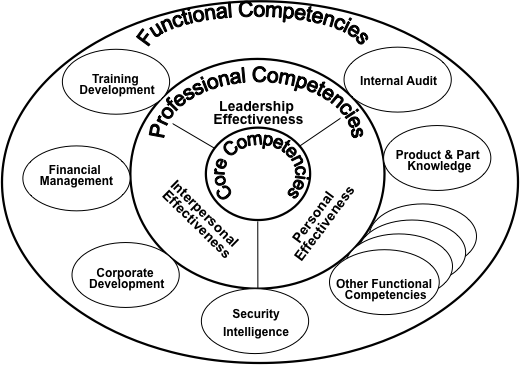 Functional Competencies
Training
Development
Internal Audit
Professional Competencies
Leadership
Effectiveness
Core Competencies
Financial
Management
Product & Part
Knowledge
Interpersonal
Effectiveness
Personal
Effectiveness
Corporate
Development
Other Functional
Competencies
Security
Intelligence